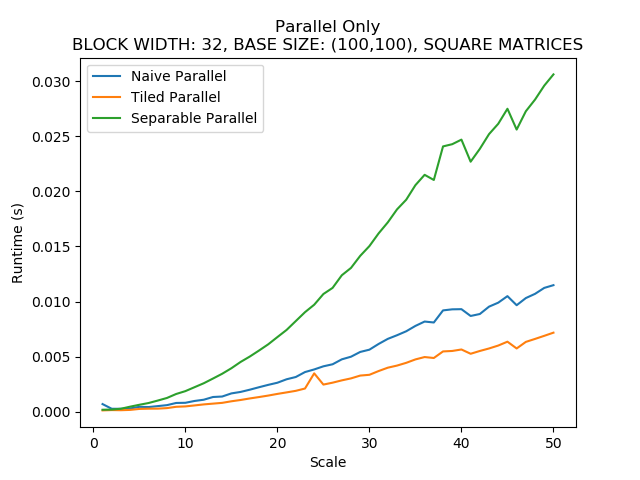 Parallel Only
BLOCK WIDTH: 32, BASE SIZE: (100,100), SQUARE MATRICES
Naive Parallel
Tiled Parallel
Separable Parallel
0.030
0.025
0.020
0.015
0.010
0.005
0.000
Runtime (s)
0 10 20 30 40 50
Scale